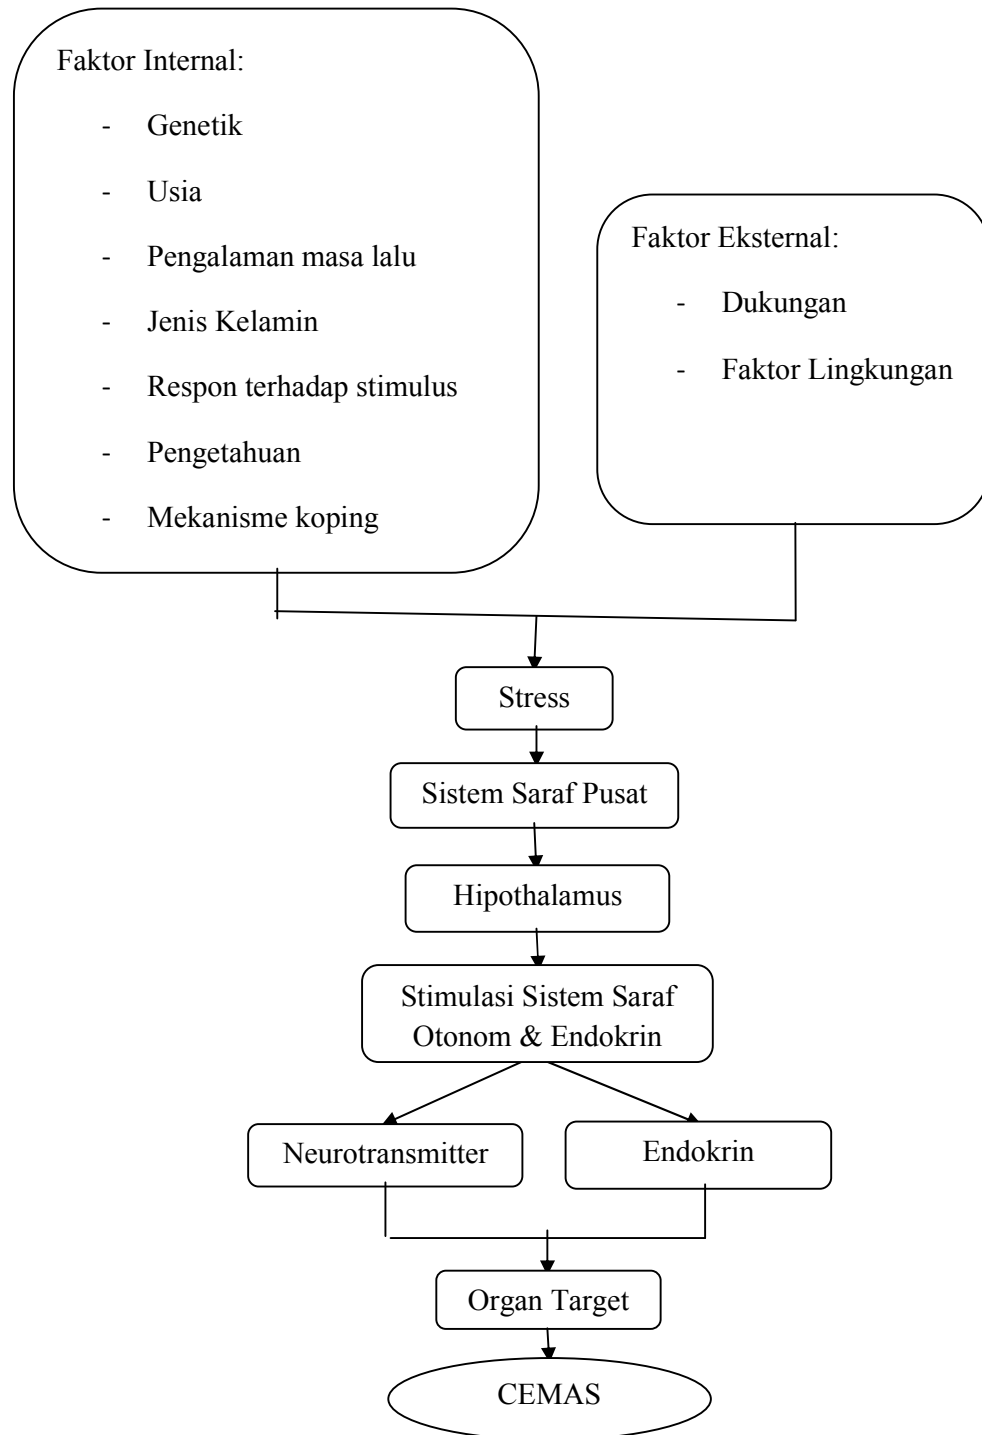 Faktor Internal:
- Genetik
- Usia
- Pengalaman masa lalu
- Jenis Kelamin
- Respon terhadap stimulus
- Pengetahuan
- Mekanisme koping
Faktor Eksternal:
- Dukungan
- Faktor Lingkungan
Stress
Sistem Saraf Pusat
Hipothalamus
Stimulasi Sistem Saraf
Otonom & Endokrin
Neurotransmitter
Endokrin
Organ Target
CEMAS